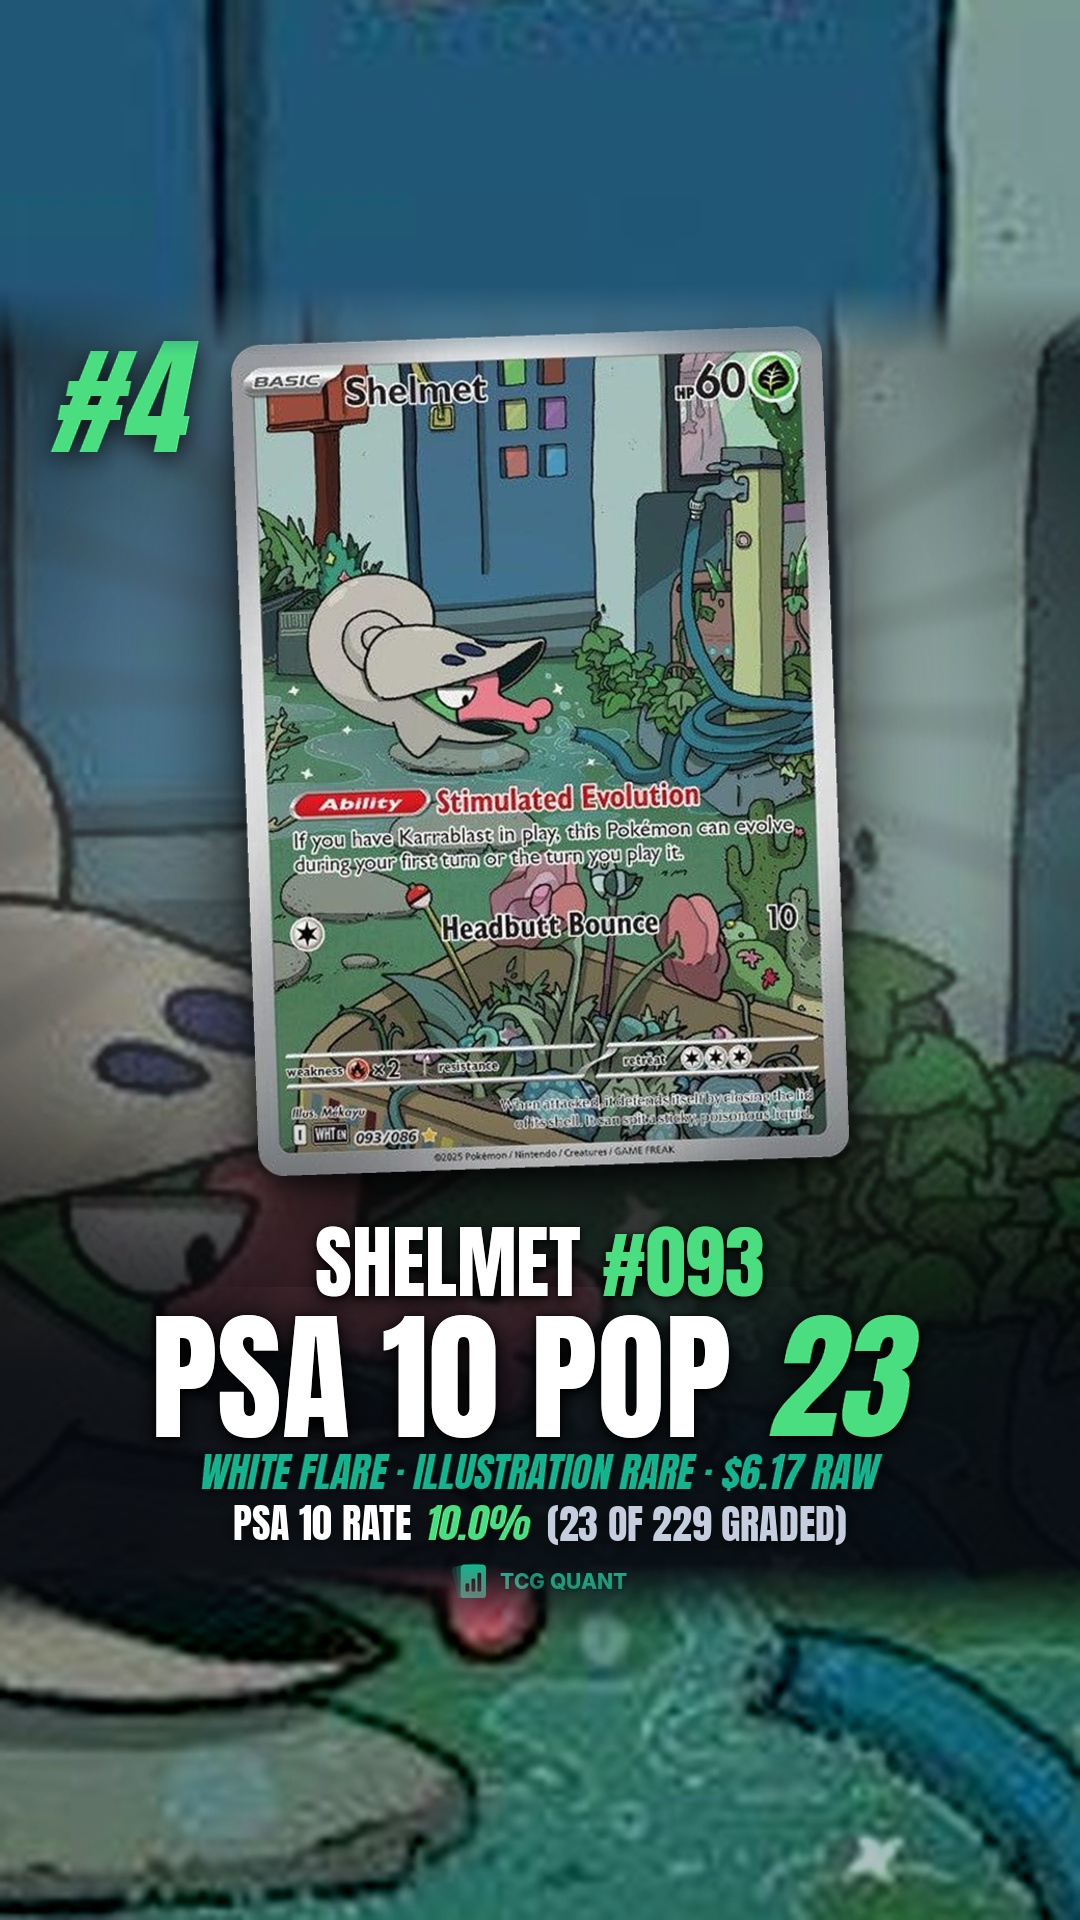 #4
BASIC Shelmet HP60
Ability Stimulated Evolution
If you have Karrablast in play, this Pokémon can evolve
during your first turn or the turn you play it.
Headbutt Bounce 10
weakness ×2 resistance retreat
When attacked, it defends itself by closing the lid
of its shell. It can spit a sticky, poisonous liquid.
Illus. Mékayu
I WHT EN 093/086
©2025 Pokémon / Nintendo / Creatures / GAME FREAK
SHELMET #093
PSA 10 POP 23
WHITE FLARE · ILLUSTRATION RARE · $6.17 RAW
PSA 10 RATE 10.0% (23 OF 229 GRADED)
TCG QUANT